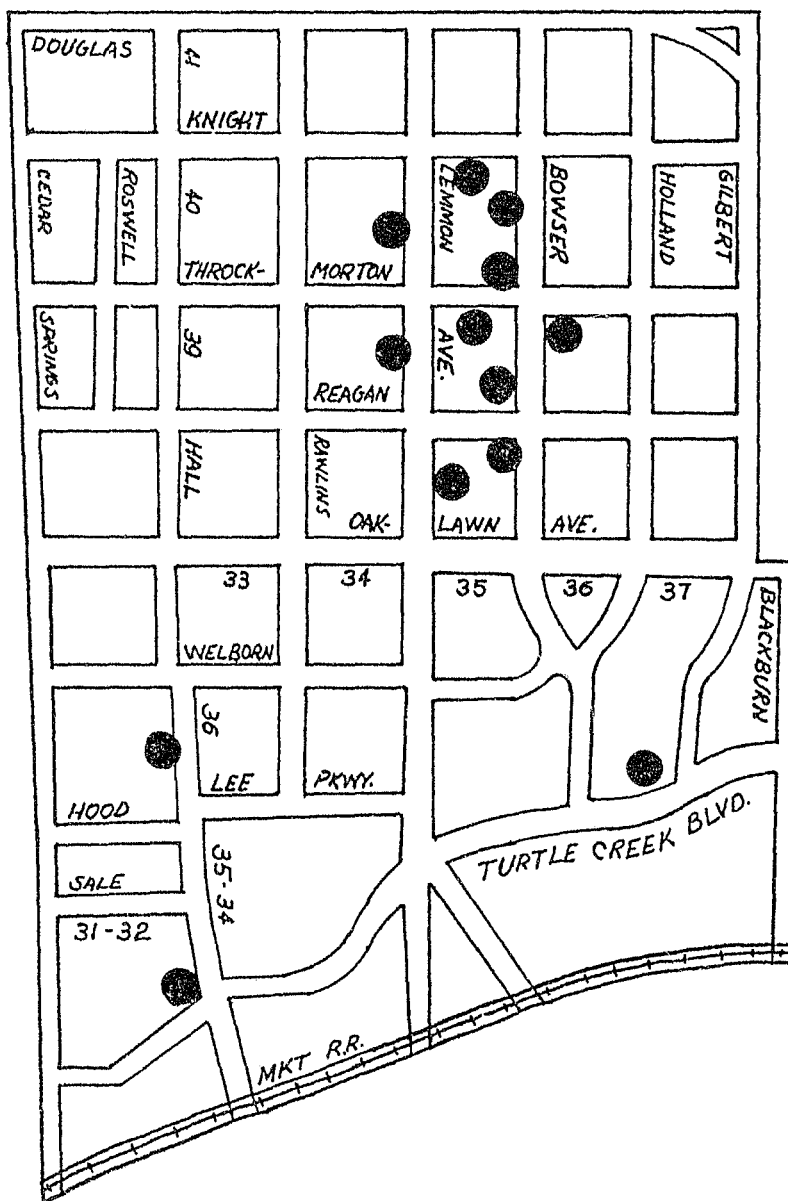 DOUGLAS
41
KNIGHT
CEDAR
ROSWELL
40
LEMMON
BOWSER
HOLLAND
GILBERT
THROCK-
MORTON
SPRINGS
39
AVE.
REAGAN
HALL
RAWLINS
OAK-
LAWN
AVE.
33
34
35
36
37
BLACKBURN
WELBORN
36
LEE
PKWY.
HOOD
TURTLE CREEK BLVD.
SALE
35-34
31-32
MKT R.R.